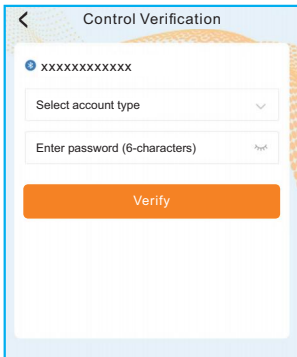 Control Verification
xxxxxxxxxxxx
Select account type
Enter password (6-characters)
Verify